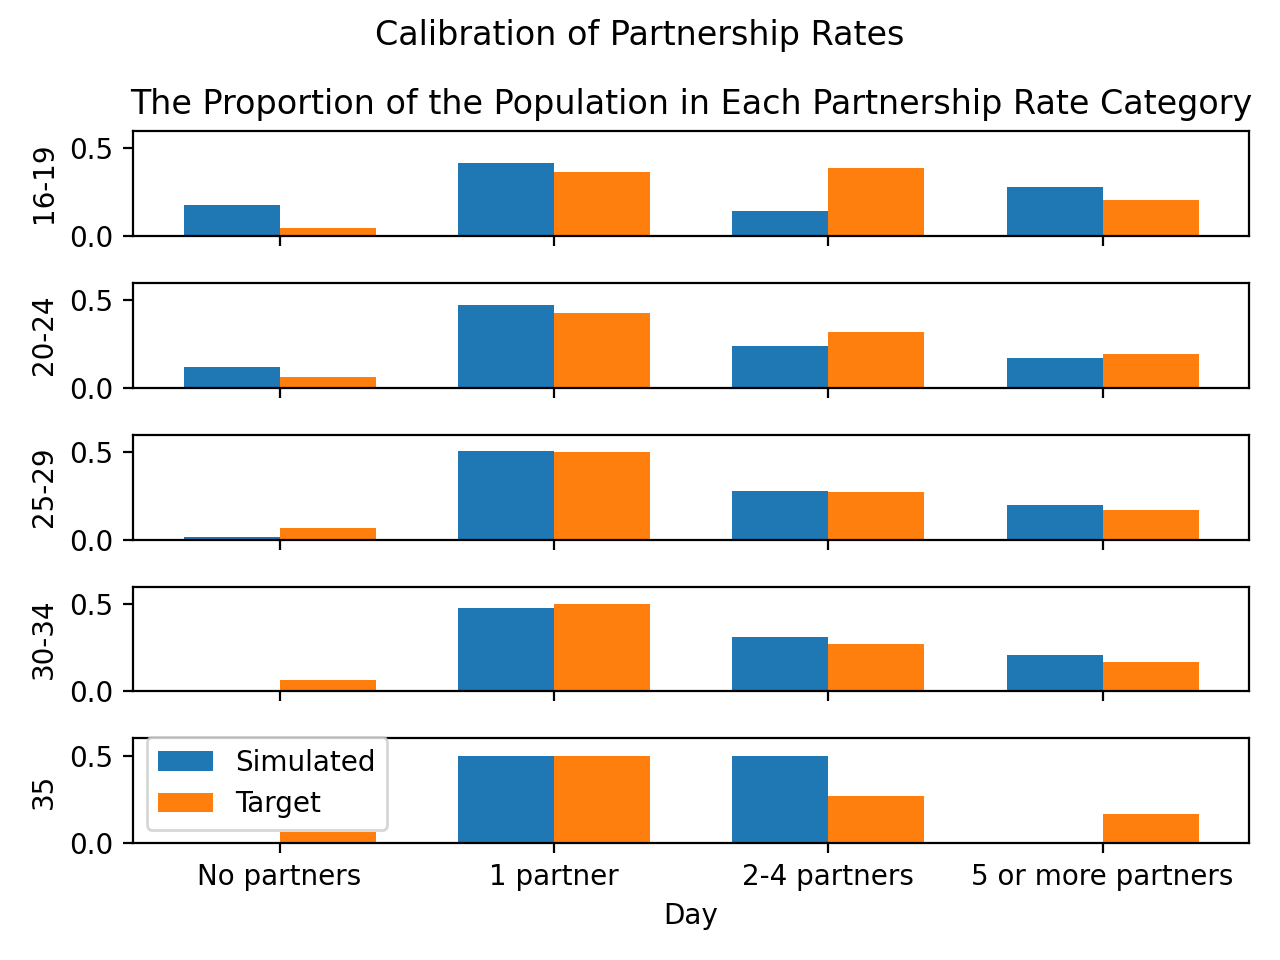 Calibration of Partnership Rates
The Proportion of the Population in Each Partnership Rate Category
16-19
0.5
0.0
20-24
0.5
0.0
25-29
0.5
0.0
30-34
0.5
0.0
35
0.5
0.0
Simulated
Target
No partners 1 partner 2-4 partners 5 or more partners
Day